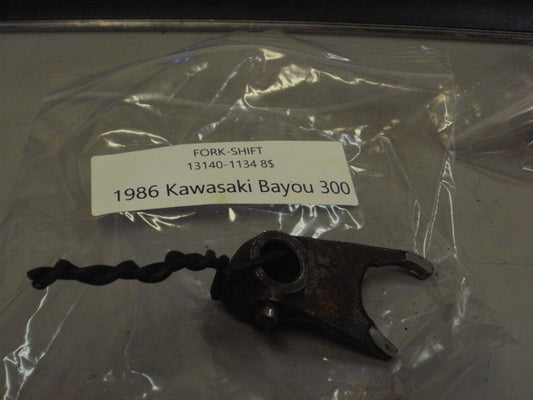 FORK-SHIFT
13140-1134 8$
1986 Kawasaki Bayou 300